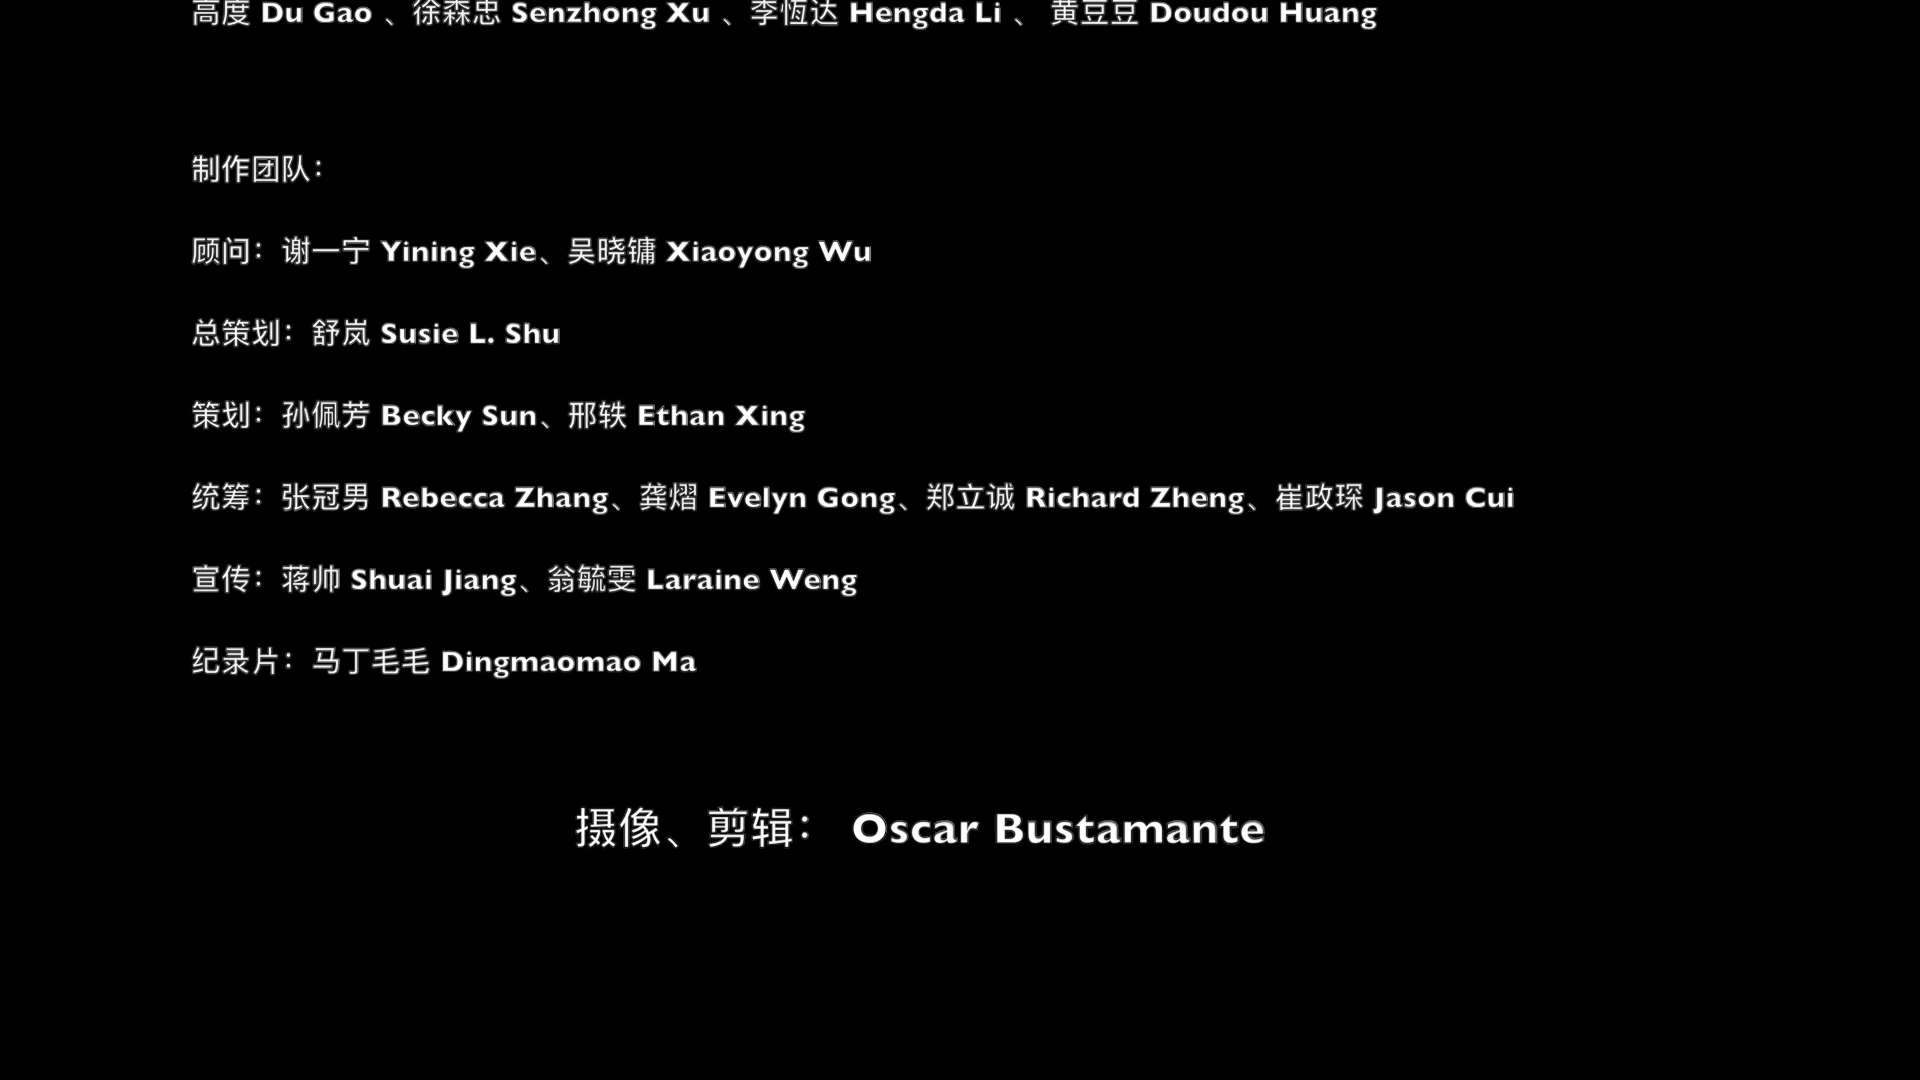 高度 Du Gao 、徐森忠 Senzhong Xu 、李恆达 Hengda Li 、 黄豆豆 Doudou Huang
制作团队：
顾问：谢一宁 Yining Xie、吴晓镛 Xiaoyong Wu
总策划：舒岚 Susie L. Shu
策划：孙佩芳 Becky Sun、邢轶 Ethan Xing
统筹：张冠男 Rebecca Zhang、龚熠 Evelyn Gong、郑立诚 Richard Zheng、崔政琛 Jason Cui
宣传：蒋帅 Shuai Jiang、翁毓雯 Laraine Weng
纪录片：马丁毛毛 Dingmaomao Ma
摄像、剪辑： Oscar Bustamante